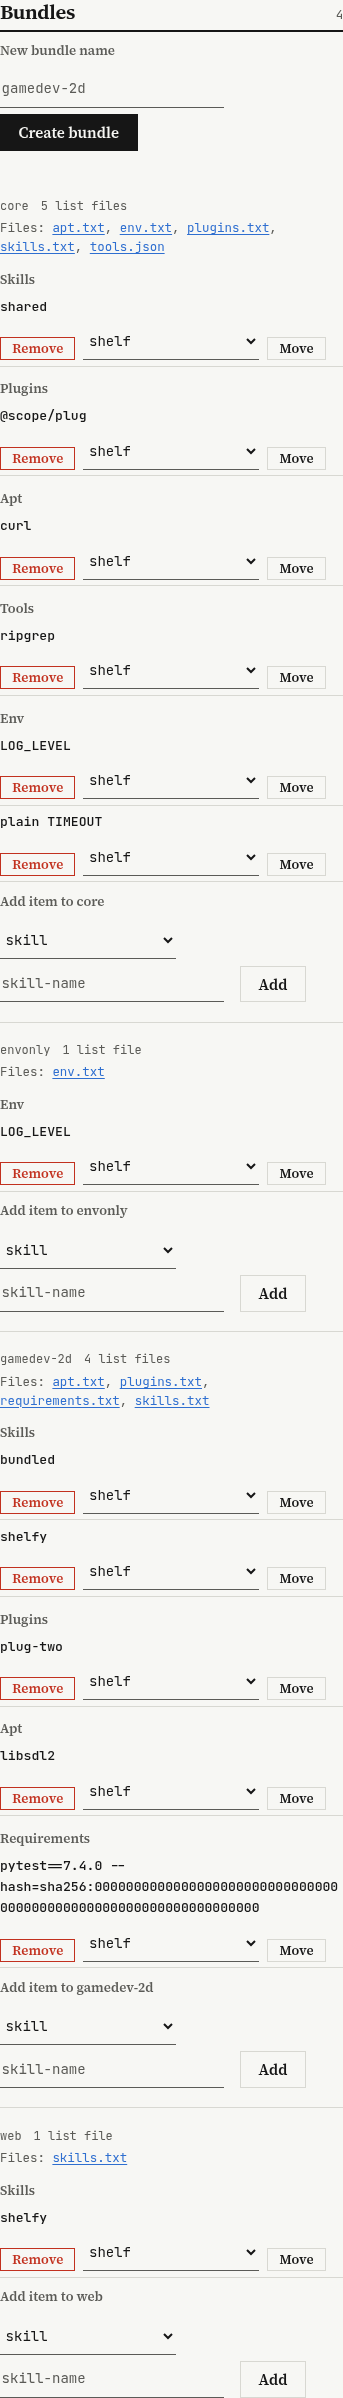 Bundles 4
New bundle name
gamedev-2d
Create bundle
core 5 list files
Files: apt.txt, env.txt, plugins.txt,
skills.txt, tools.json
Skills
shared
Remove shelf Move
Plugins
@scope/plug
Remove shelf Move
Apt
curl
Remove shelf Move
Tools
ripgrep
Remove shelf Move
Env
LOG_LEVEL
Remove shelf Move
plain TIMEOUT
Remove shelf Move
Add item to core
skill
skill-name Add
envonly 1 list file
Files: env.txt
Env
LOG_LEVEL
Remove shelf Move
Add item to envonly
skill
skill-name Add
gamedev-2d 4 list files
Files: apt.txt, plugins.txt,
requirements.txt, skills.txt
Skills
bundled
Remove shelf Move
shelfy
Remove shelf Move
Plugins
plug-two
Remove shelf Move
Apt
libsdl2
Remove shelf Move
Requirements
pytest==7.4.0 --
hash=sha256:0000000000000000000000000000000
000000000000000000000000000000000
Remove shelf Move
Add item to gamedev-2d
skill
skill-name Add
web 1 list file
Files: skills.txt
Skills
shelfy
Remove shelf Move
Add item to web
skill
skill-name Add